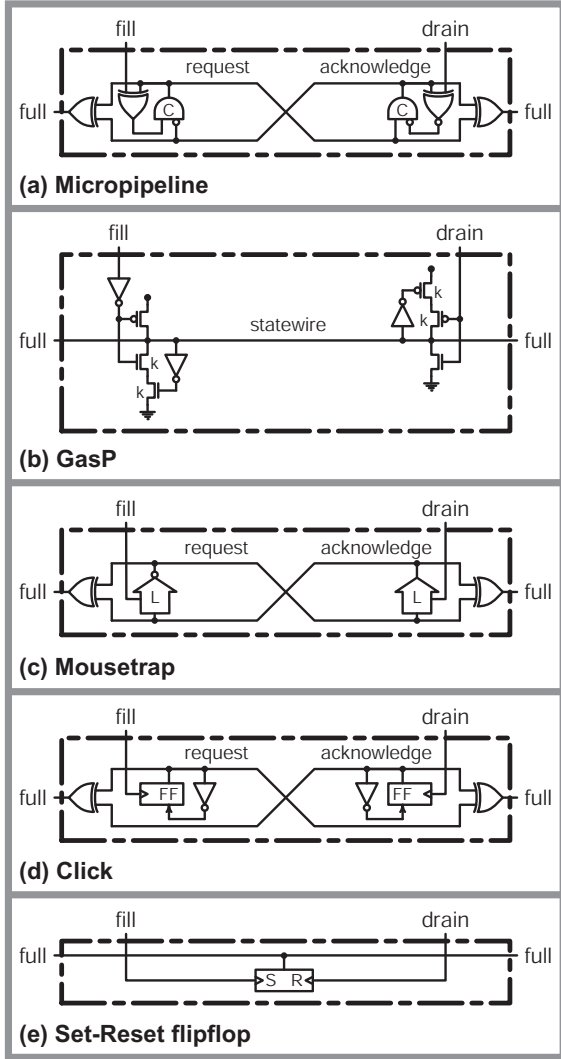 fill drain
request acknowledge
full C C full
(a) Micropipeline
fill drain
k
k
statewire
full full
k
k
(b) GasP
fill drain
request acknowledge
full L L full
(c) Mousetrap
fill drain
request acknowledge
full FF FF full
(d) Click
fill drain
full full
S R
(e) Set-Reset flipflop